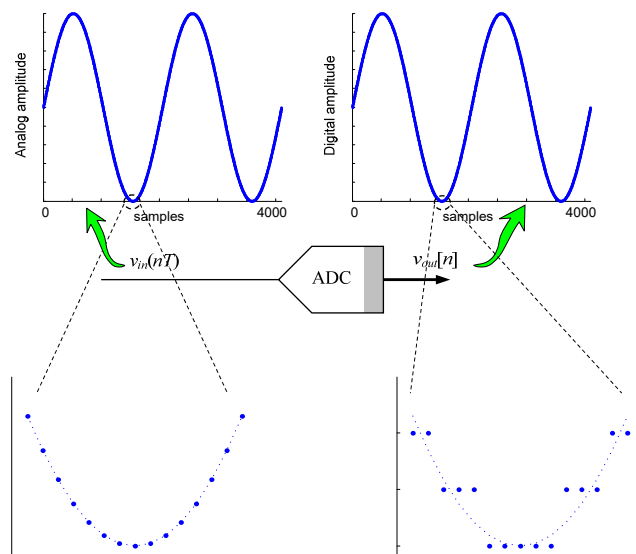 Analog amplitude
0
samples
4000
Digital amplitude
0
samples
4000
v_in(nT)
ADC
v_out[n]